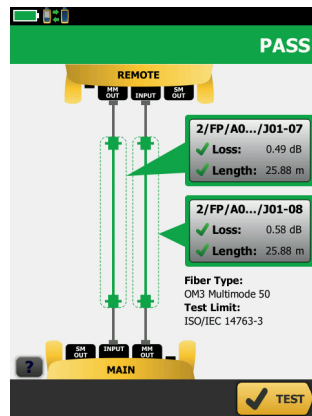 PASS
REMOTE
MM OUT
INPUT
SM OUT
2/FP/A0.../J01-07
Loss: 0.49 dB
Length: 25.88 m
2/FP/A0.../J01-08
Loss: 0.58 dB
Length: 25.88 m
Fiber Type:
OM3 Multimode 50
Test Limit:
ISO/IEC 14763-3
SM OUT
INPUT
MM OUT
?
MAIN
TEST